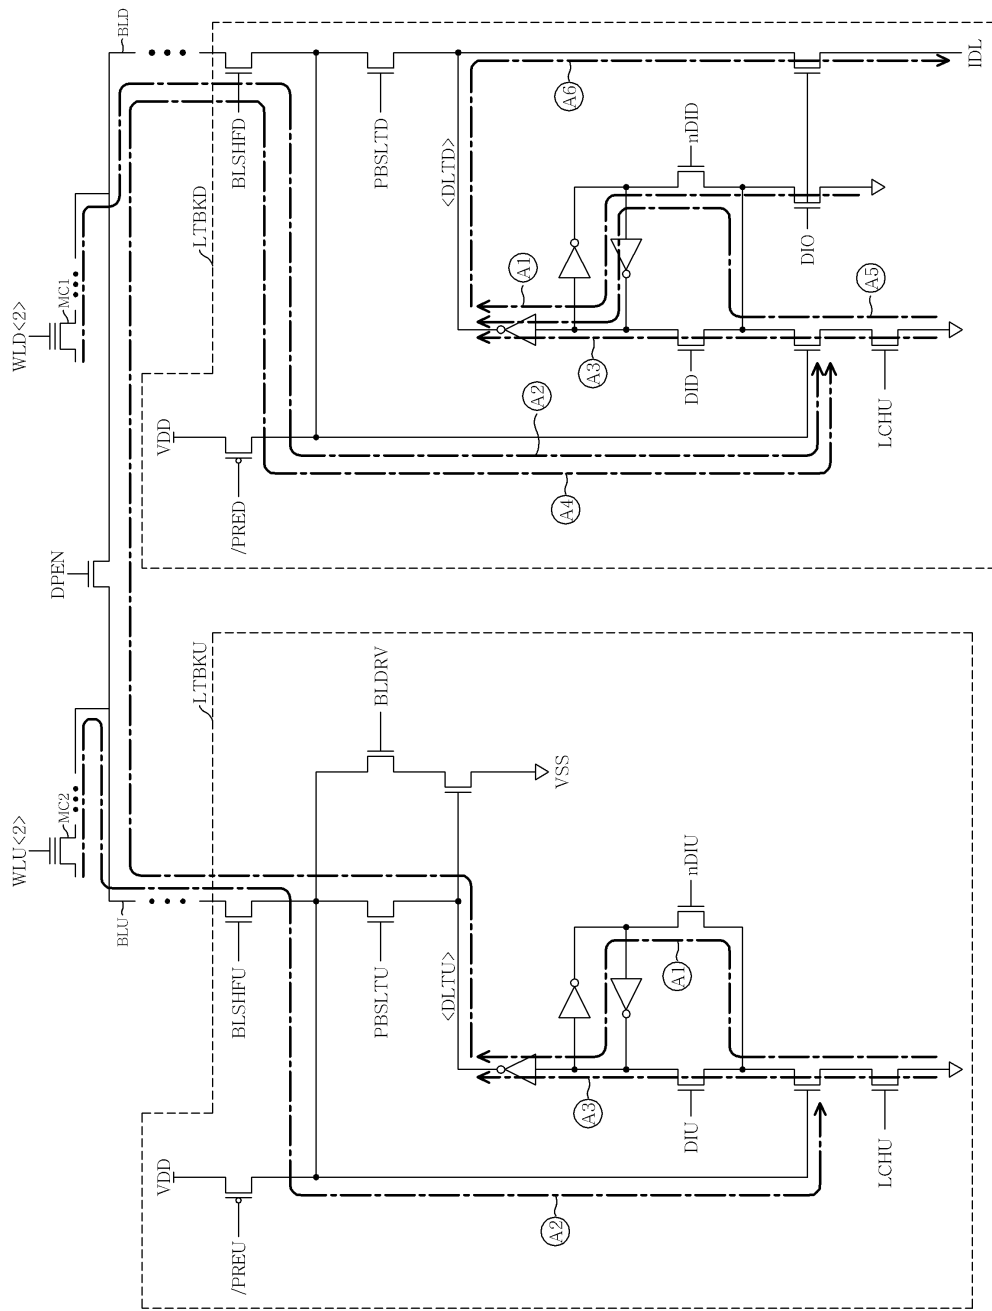 WLU<2>
MC2
BLU
DPEN
WLD<2>
MC1
BLD
LTBKU
LTBKD
VDD
/PREU
BLSHFU
BLDRV
PBSLTU
VSS
<DLTU>
A2
A3
A1
DIU
nDIU
LCHU
VDD
/PRED
BLSHFD
PBSLTD
<DLTD>
A4
A2
A3
A1
A6
DID
nDID
DIO
A5
LCHU
IDL